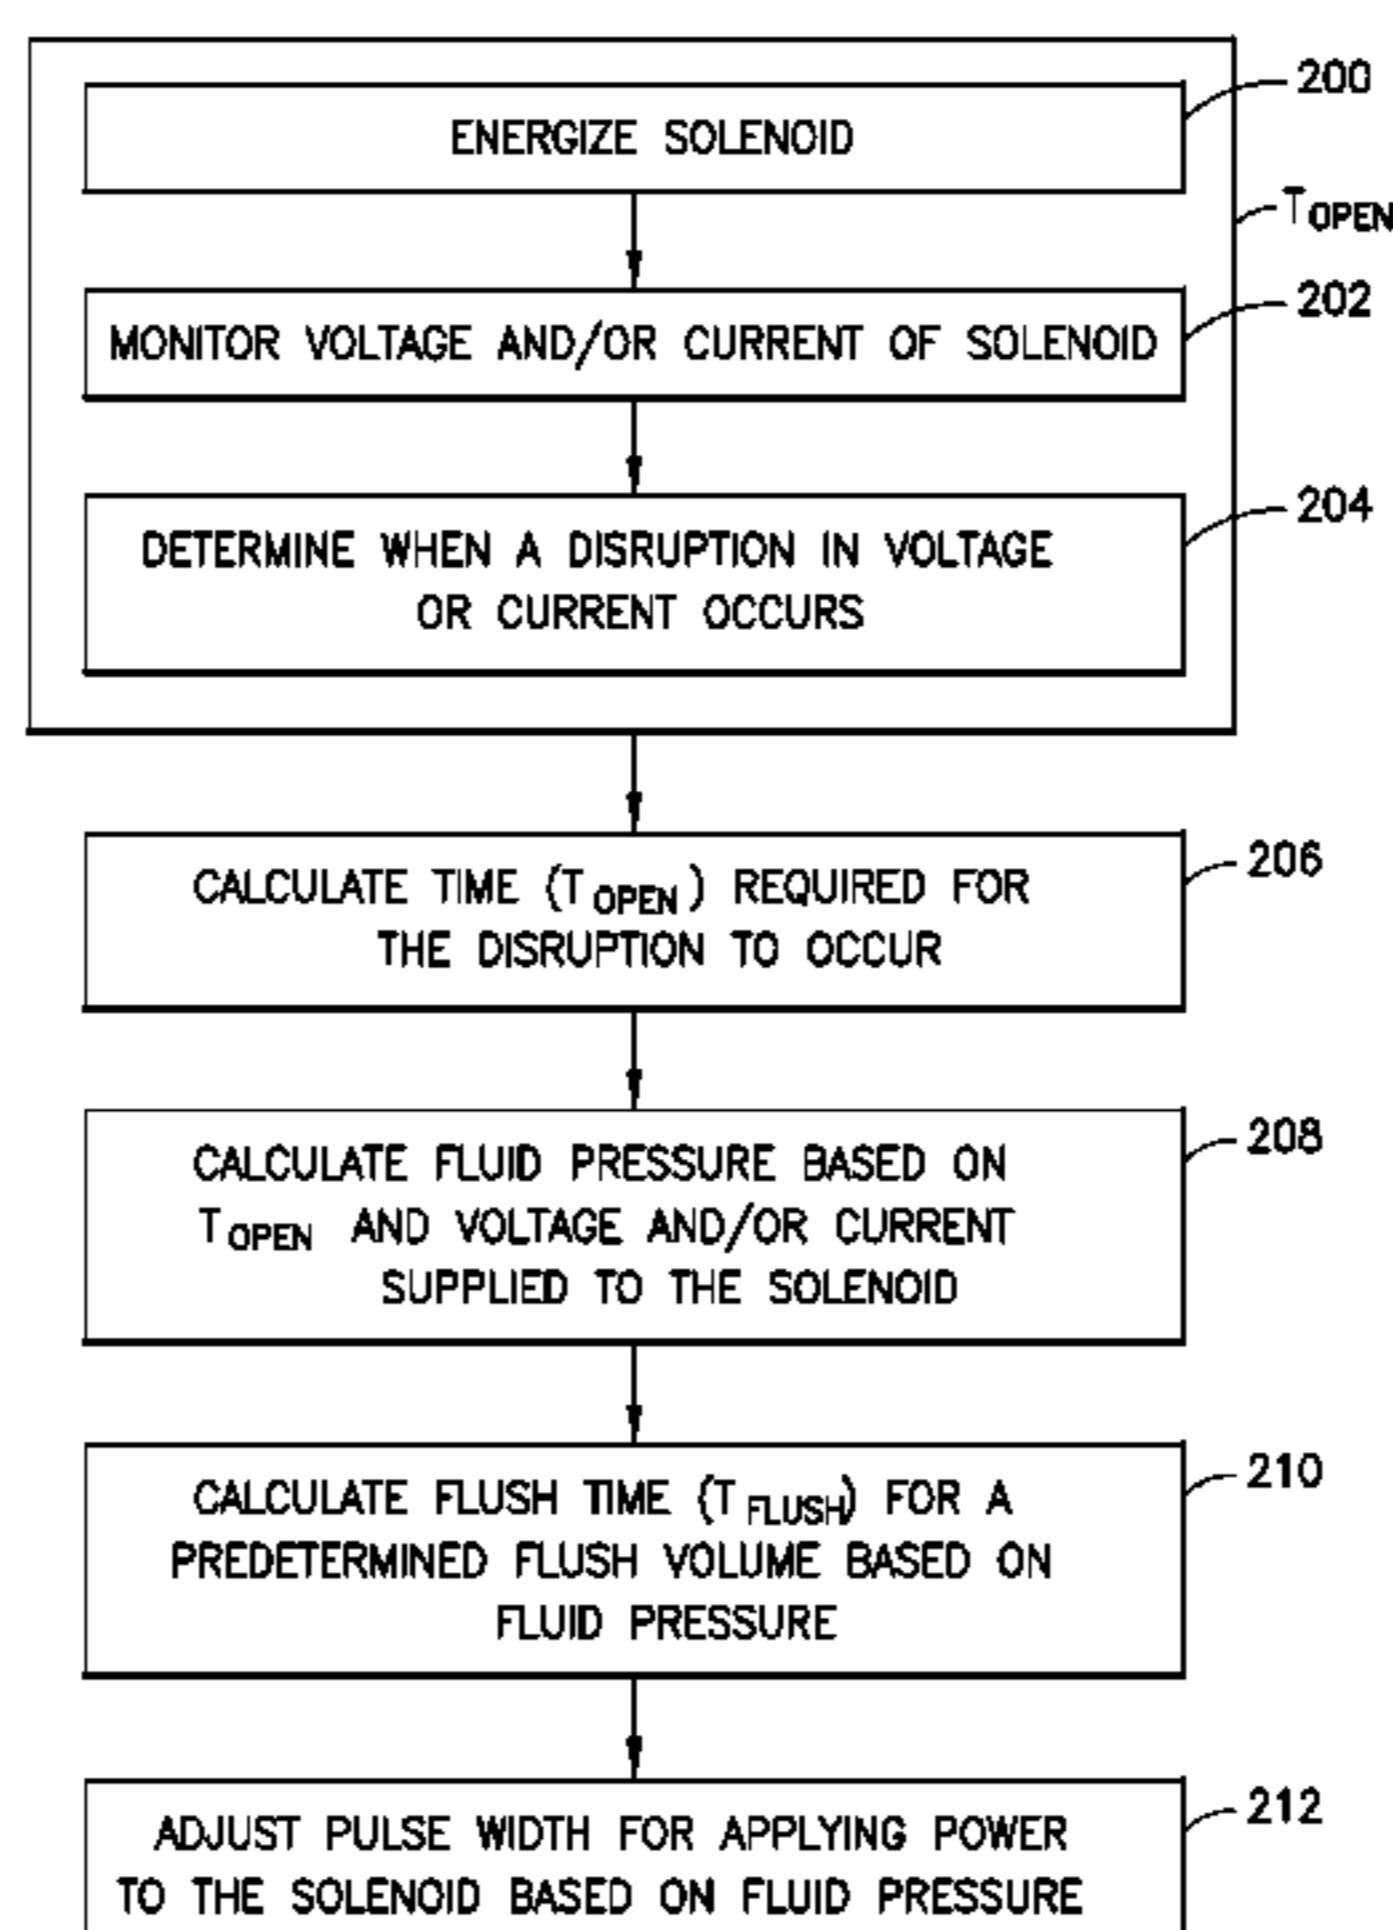 200
ENERGIZE SOLENOID
TOPEN
202
MONITOR VOLTAGE AND/OR CURRENT OF SOLENOID
204
DETERMINE WHEN A DISRUPTION IN VOLTAGE
OR CURRENT OCCURS
206
CALCULATE TIME (TOPEN) REQUIRED FOR
THE DISRUPTION TO OCCUR
208
CALCULATE FLUID PRESSURE BASED ON
TOPEN AND VOLTAGE AND/OR CURRENT
SUPPLIED TO THE SOLENOID
210
CALCULATE FLUSH TIME (TFLUSH) FOR A
PREDETERMINED FLUSH VOLUME BASED ON
FLUID PRESSURE
212
ADJUST PULSE WIDTH FOR APPLYING POWER
TO THE SOLENOID BASED ON FLUID PRESSURE